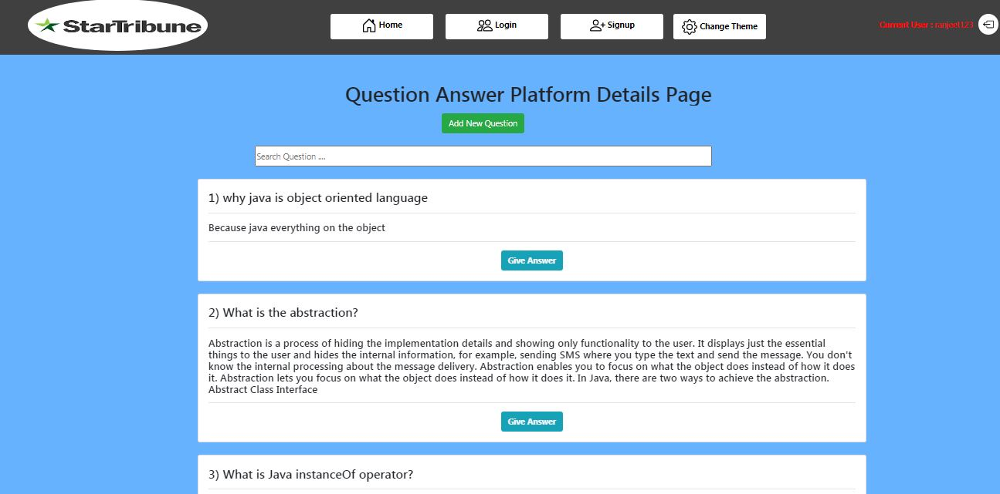 StarTribune
Home
Login
Signup
Change Theme
Current User : ranjeet123
Question Answer Platform Details Page
Add New Question
Search Question ....
1) why java is object oriented language
Because java everything on the object
Give Answer
2) What is the abstraction?
Abstraction is a process of hiding the implementation details and showing only functionality to the user. It displays just the essential
things to the user and hides the internal information, for example, sending SMS where you type the text and send the message. You don't
know the internal processing about the message delivery. Abstraction enables you to focus on what the object does instead of how it does
it. Abstraction lets you focus on what the object does instead of how it does it. In Java, there are two ways to achieve the abstraction.
Abstract Class Interface
Give Answer
3) What is Java instanceOf operator?